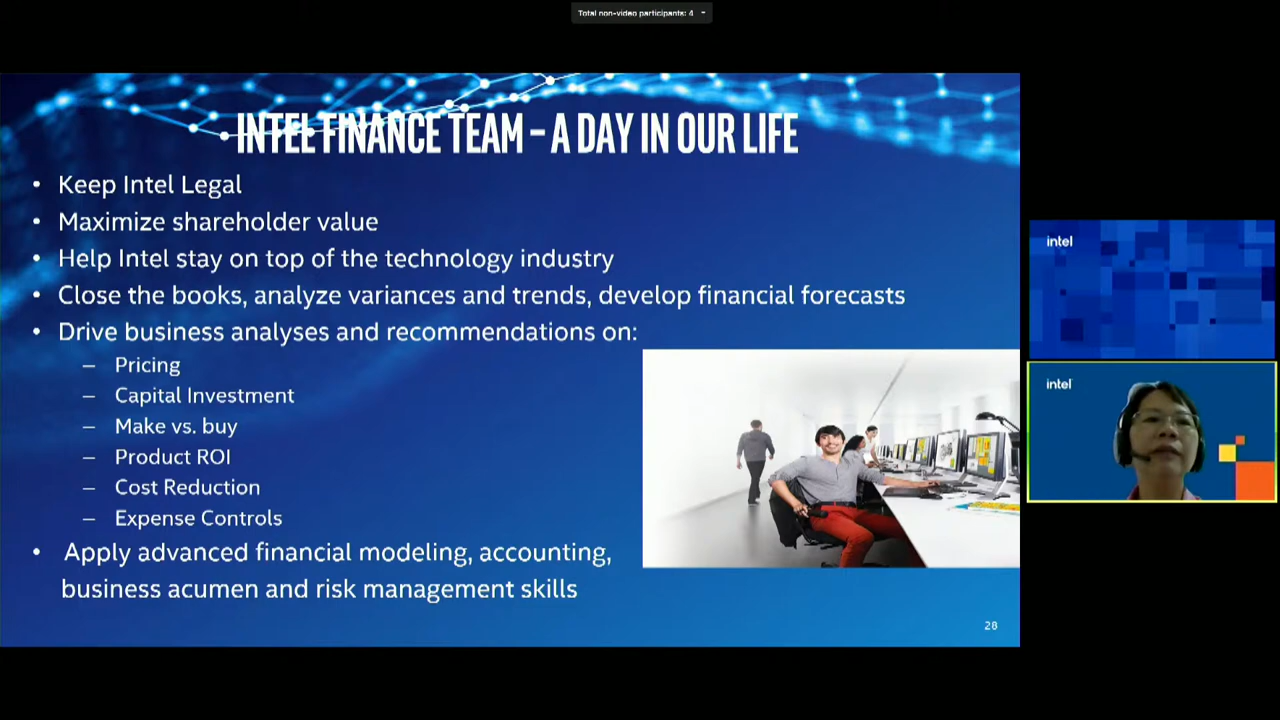 Total non-video participants: 4
INTEL FINANCE TEAM – A DAY IN OUR LIFE
• Keep Intel Legal
• Maximize shareholder value
• Help Intel stay on top of the technology industry
• Close the books, analyze variances and trends, develop financial forecasts
• Drive business analyses and recommendations on:
– Pricing
– Capital Investment
– Make vs. buy
– Product ROI
– Cost Reduction
– Expense Controls
• Apply advanced financial modeling, accounting,
business acumen and risk management skills
28
intel
intel